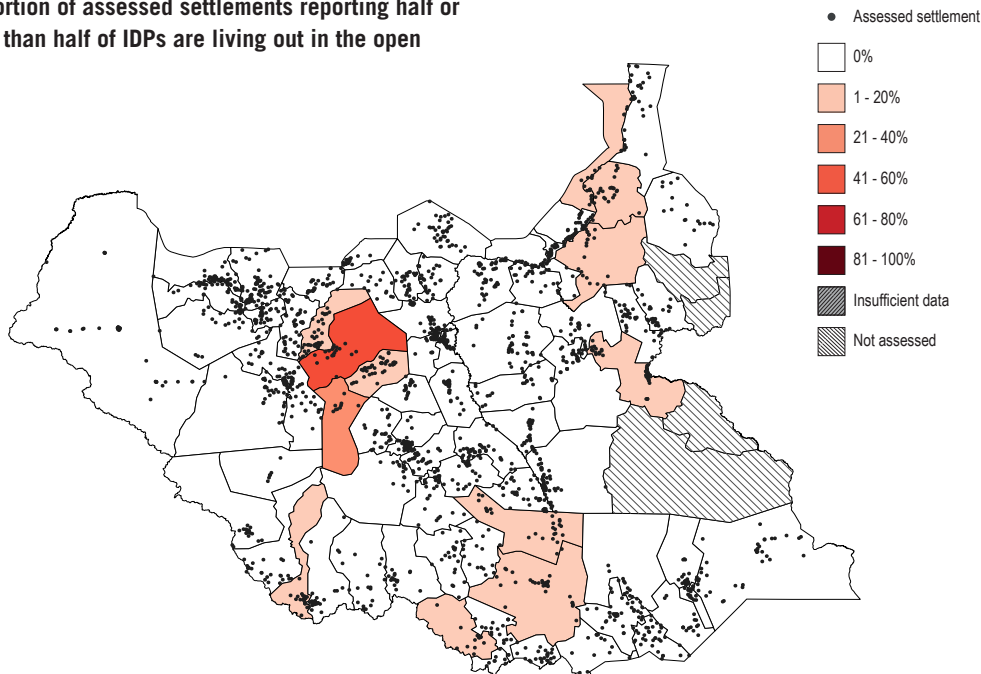 than half of IDPs are living out in the open
of assessed settlements reporting half or
Assessed settlement
0%
1 - 20%
21 - 40%
41 - 60%
61 - 80%
81 - 100%
Insufficient data
Not assessed